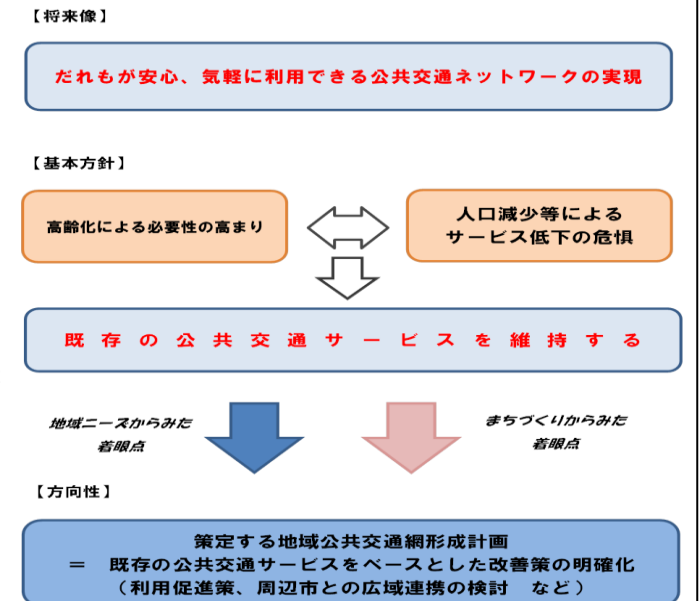 【将来像】
だれもが安心、気軽に利用できる公共交通ネットワークの実現
【基本方針】
高齢化による必要性の高まり
人口減少等による
サービス低下の危惧
既存の公共交通サービスを維持する
地域ニーズからみた
着眼点
まちづくりからみた
着眼点
【方向性】
策定する地域公共交通網形成計画
＝　既存の公共交通サービスをベースとした改善策の明確化
（利用促進策、周辺市との広域連携の検討　など）